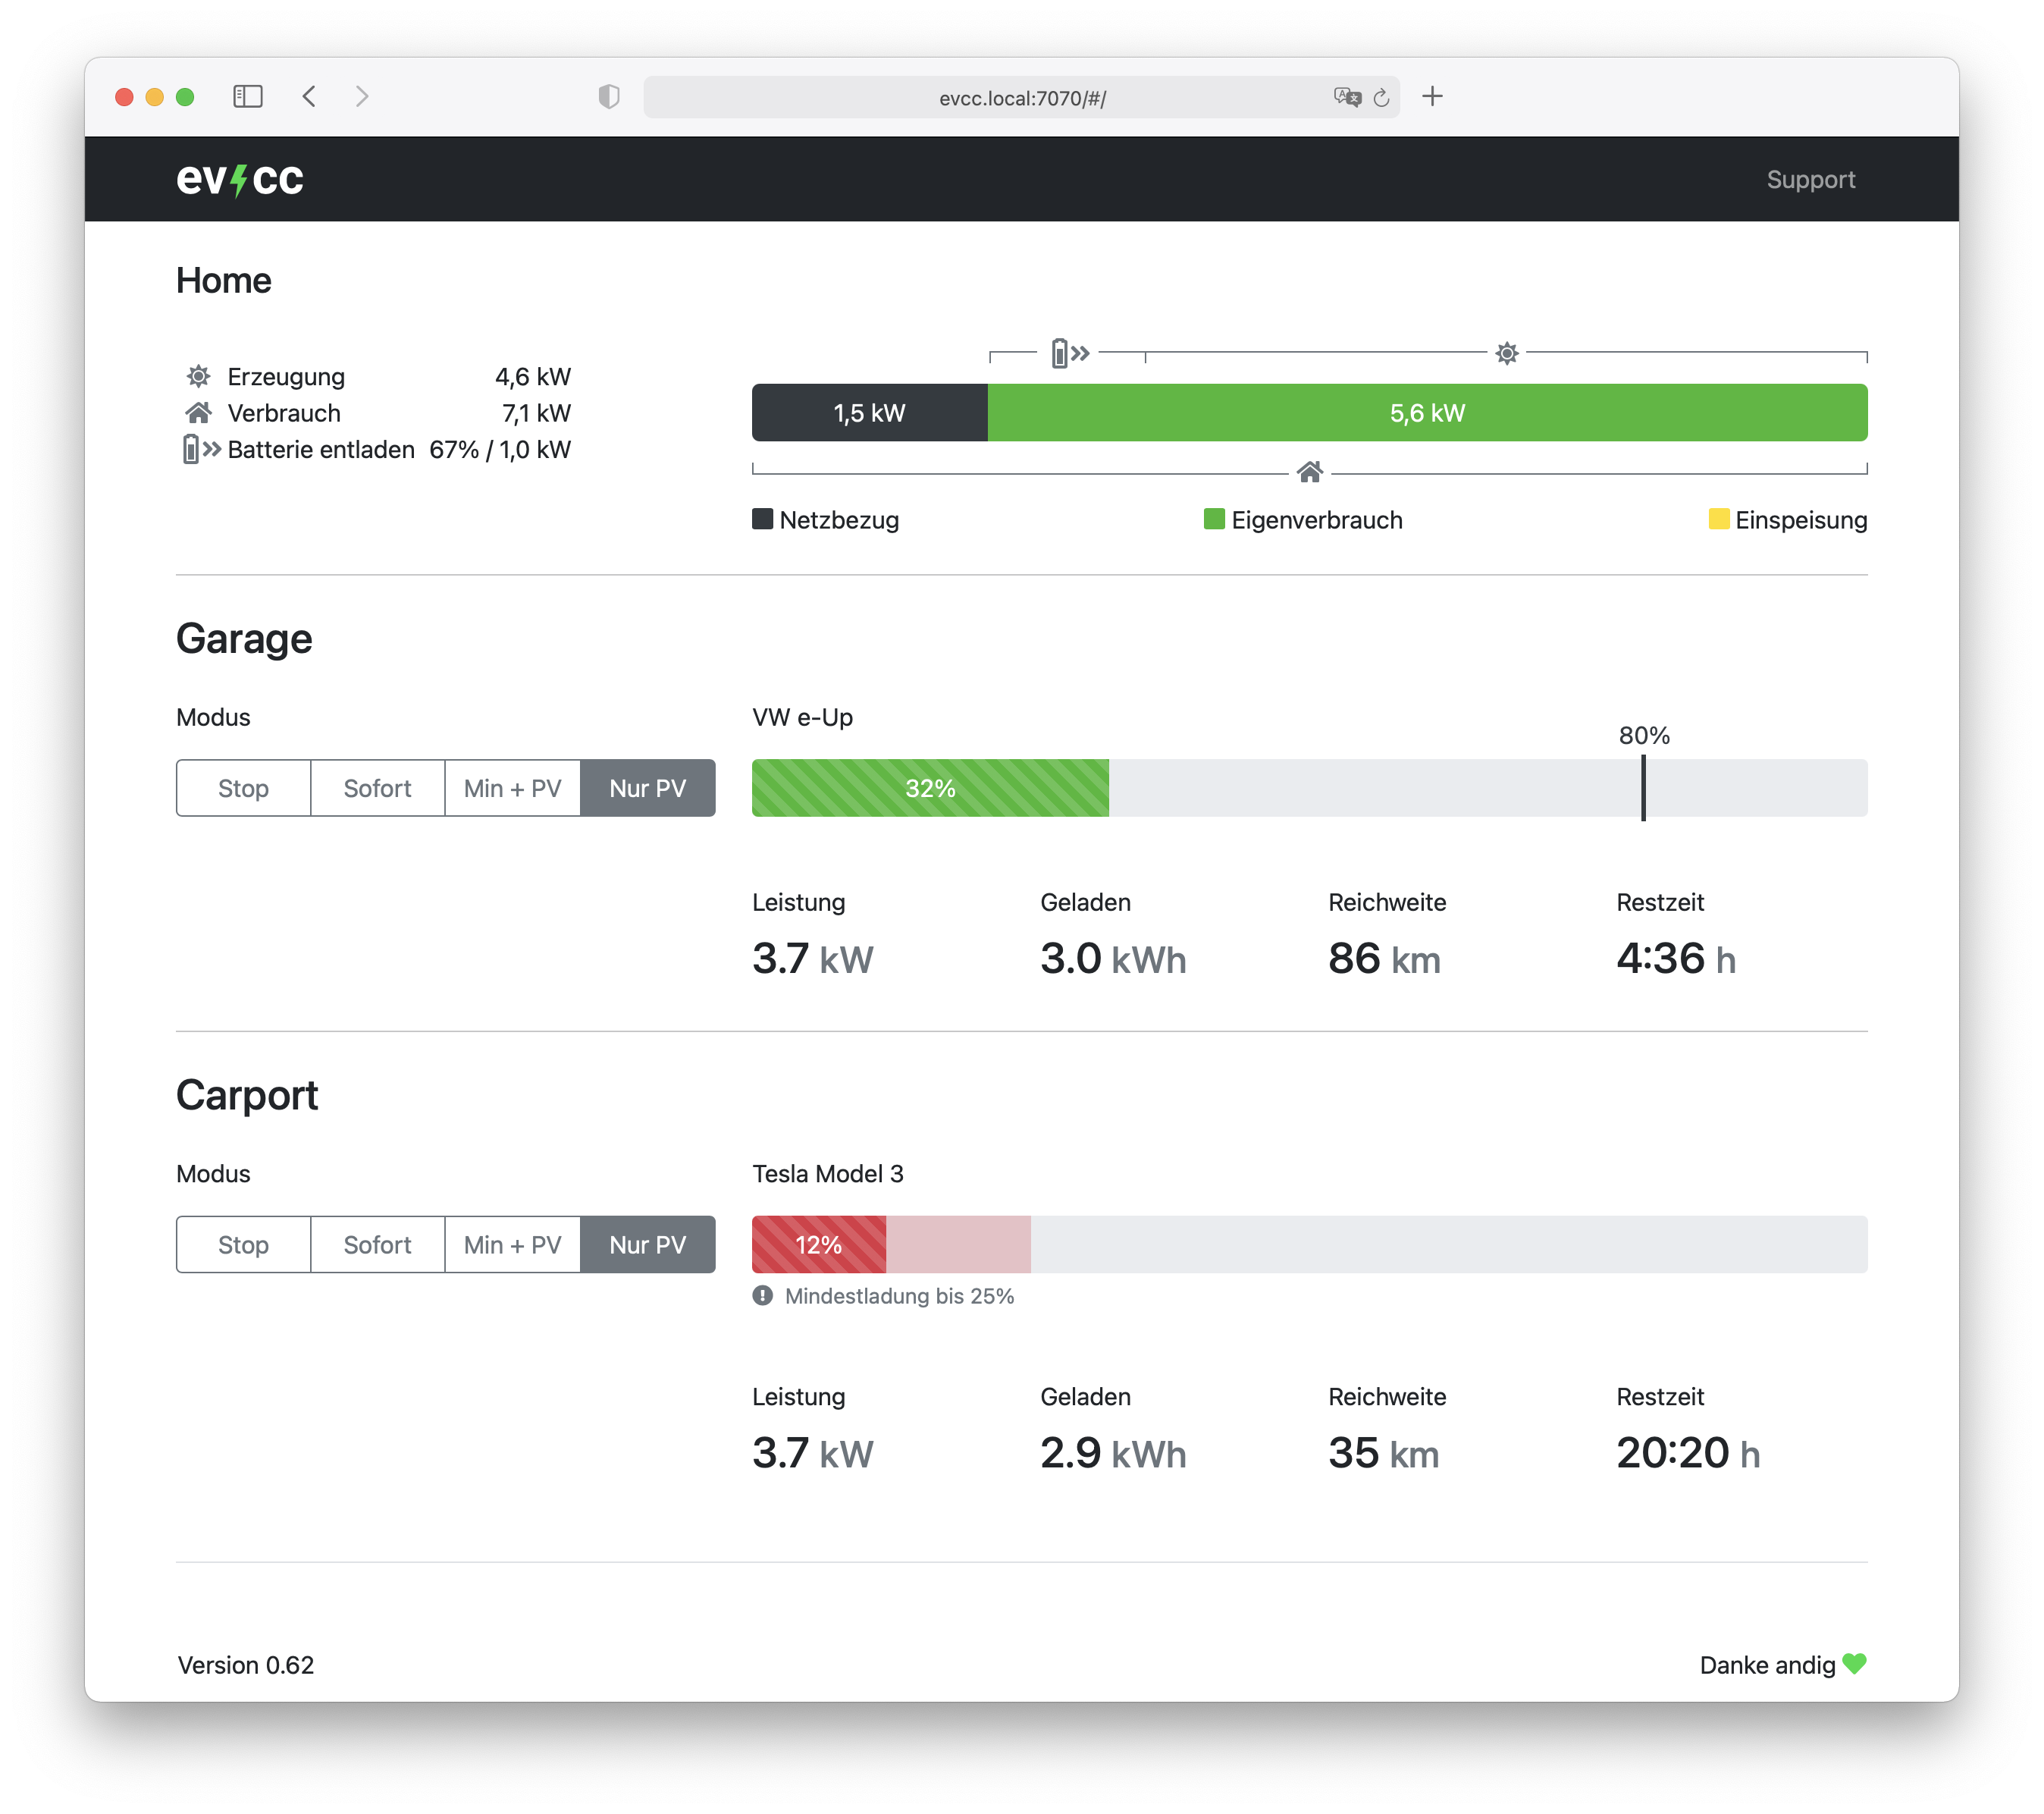 evcc.local:7070/#/
evcc
Support
Home
Erzeugung 4,6 kW
Verbrauch 7,1 kW
Batterie entladen 67% / 1,0 kW
1,5 kW 5,6 kW
Netzbezug Eigenverbrauch Einspeisung
Garage
Modus
Stop Sofort Min + PV Nur PV
VW e-Up
80%
32%
Leistung Geladen Reichweite Restzeit
3.7 kW 3.0 kWh 86 km 4:36 h
Carport
Modus
Stop Sofort Min + PV Nur PV
Tesla Model 3
12%
Mindestladung bis 25%
Leistung Geladen Reichweite Restzeit
3.7 kW 2.9 kWh 35 km 20:20 h
Version 0.62
Danke andig